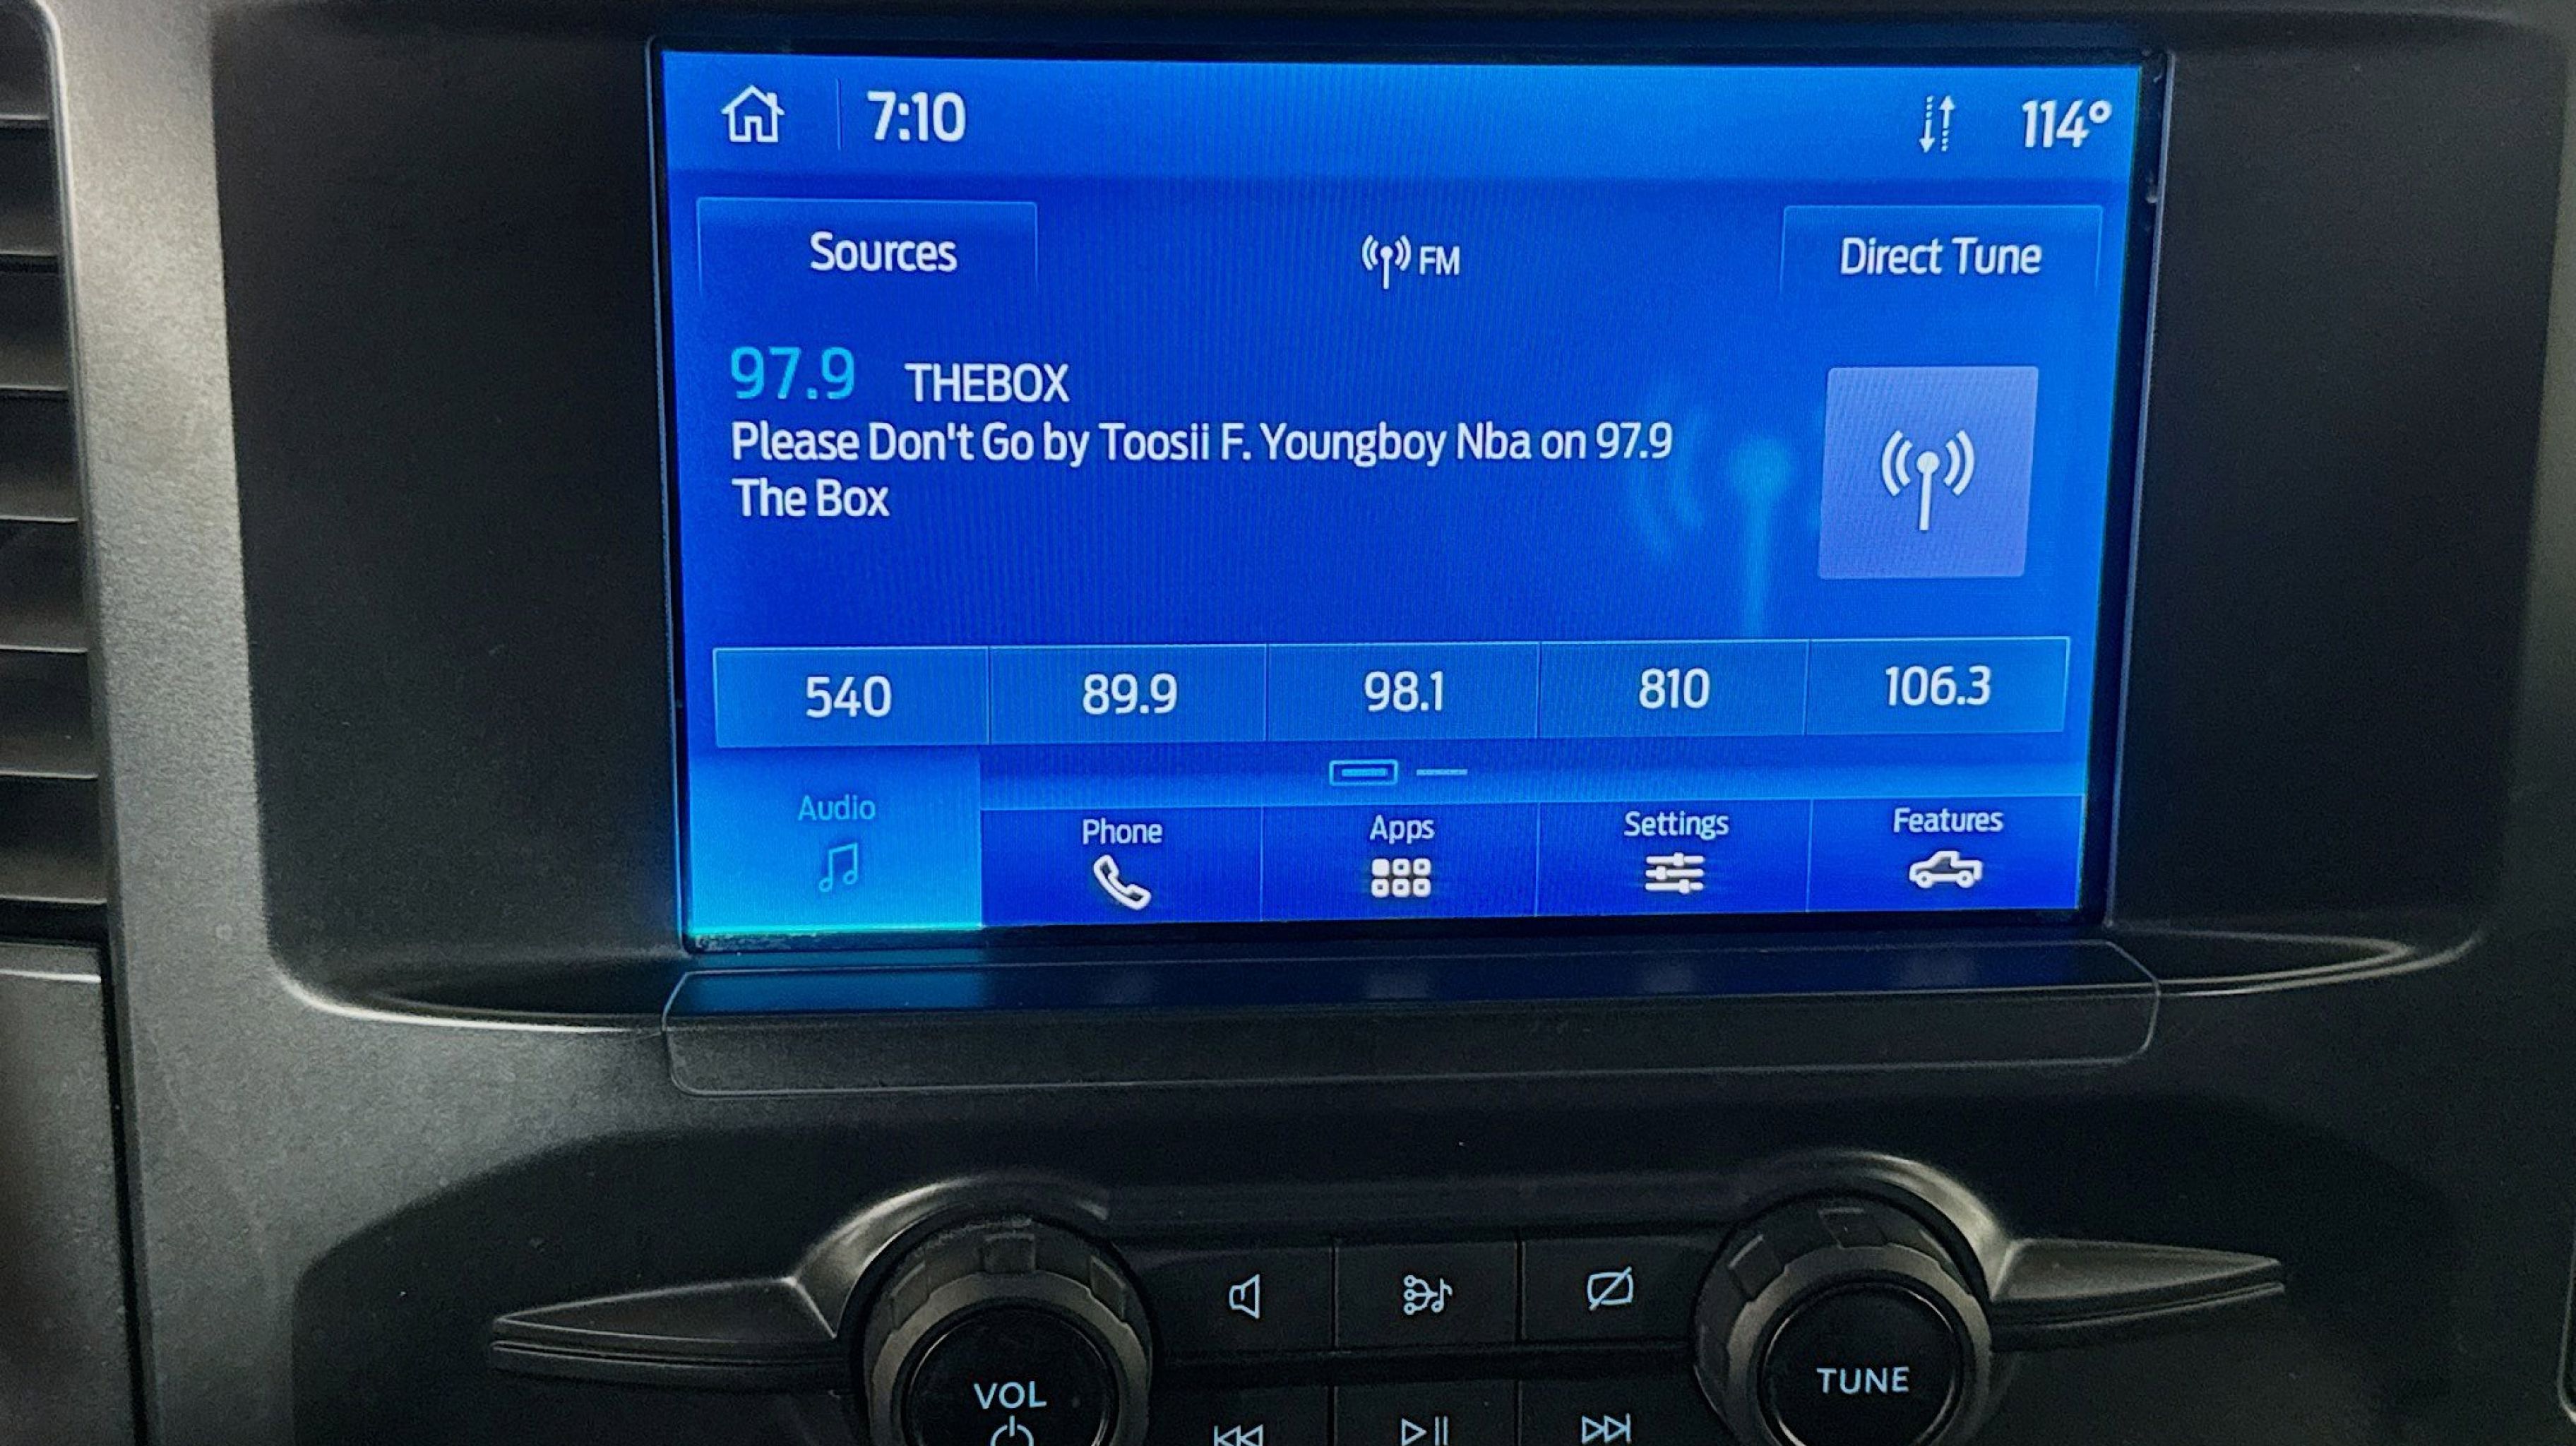 7:10
114°
Sources
FM
Direct Tune
97.9 THEBOX
Please Don't Go by Toosii F. Youngboy Nba on 97.9
The Box
540 89.9 98.1 810 106.3
Audio Phone Apps Settings Features
VOL
TUNE